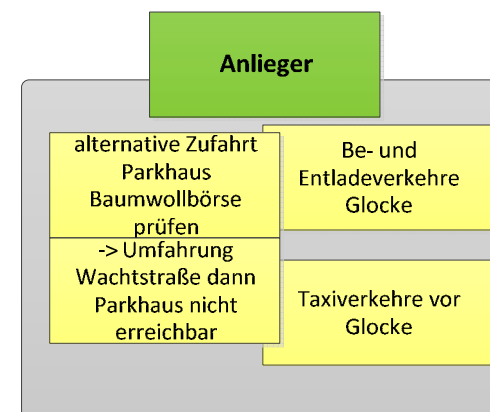 Anlieger
alternative Zufahrt
Parkhaus
Baumwollbörse
prüfen
-> Umfahrung
Wachtstraße dann
Parkhaus nicht
erreichbar
Be- und
Entladeverkehre
Glocke
Taxiverkehre vor
Glocke